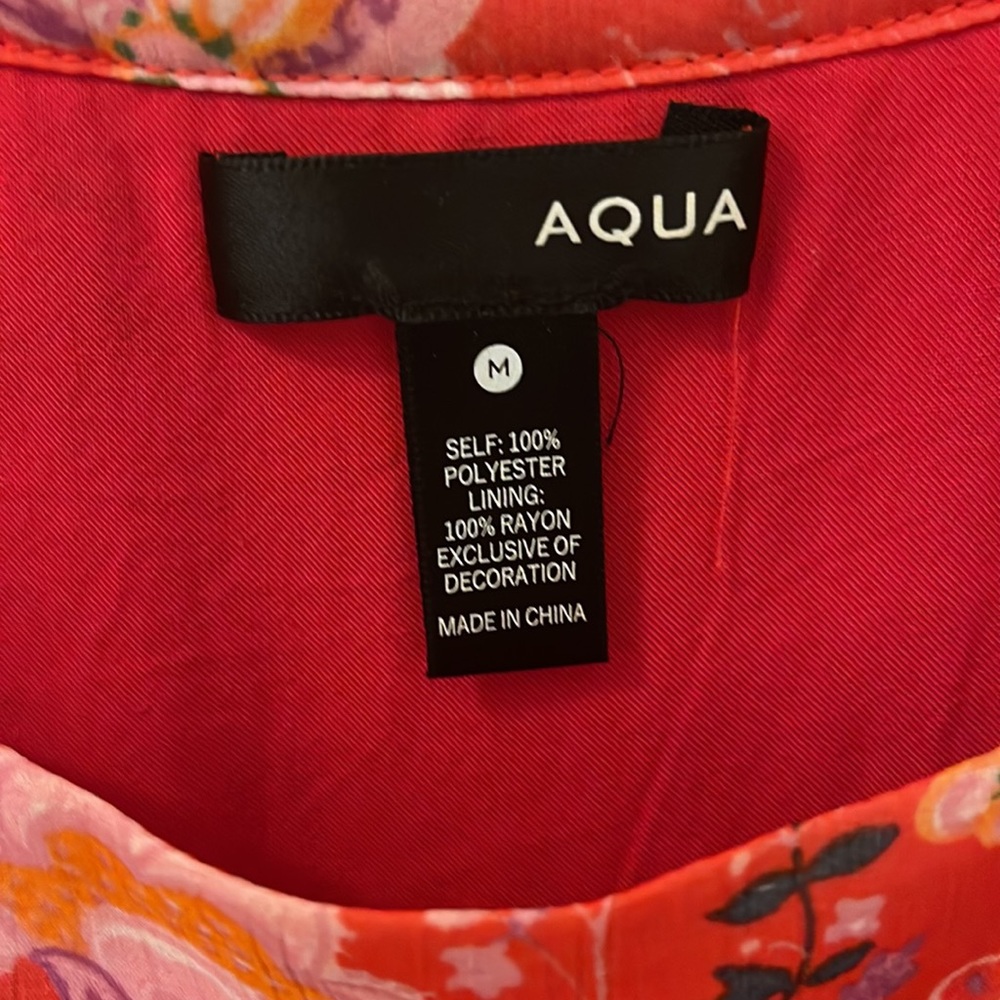 AQUA
M
SELF: 100%
POLYESTER
LINING:
100% RAYON
EXCLUSIVE OF
DECORATION
MADE IN CHINA